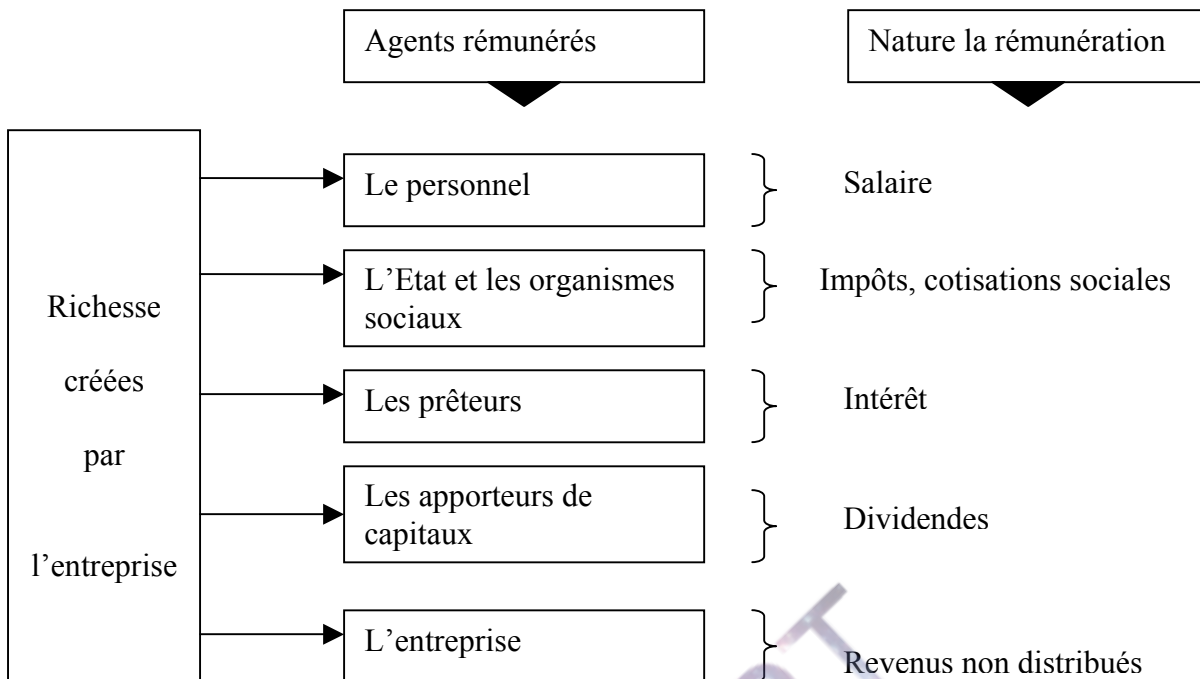 Agents rémunérés
Nature la rémunération
Le personnel
Salaire
L'Etat et les organismes
sociaux
Impôts, cotisations sociales
Richesse
créées
par
l'entreprise
Les prêteurs
Intérêt
Les apporteurs de
capitaux
Dividendes
L'entreprise
Revenus non distribués